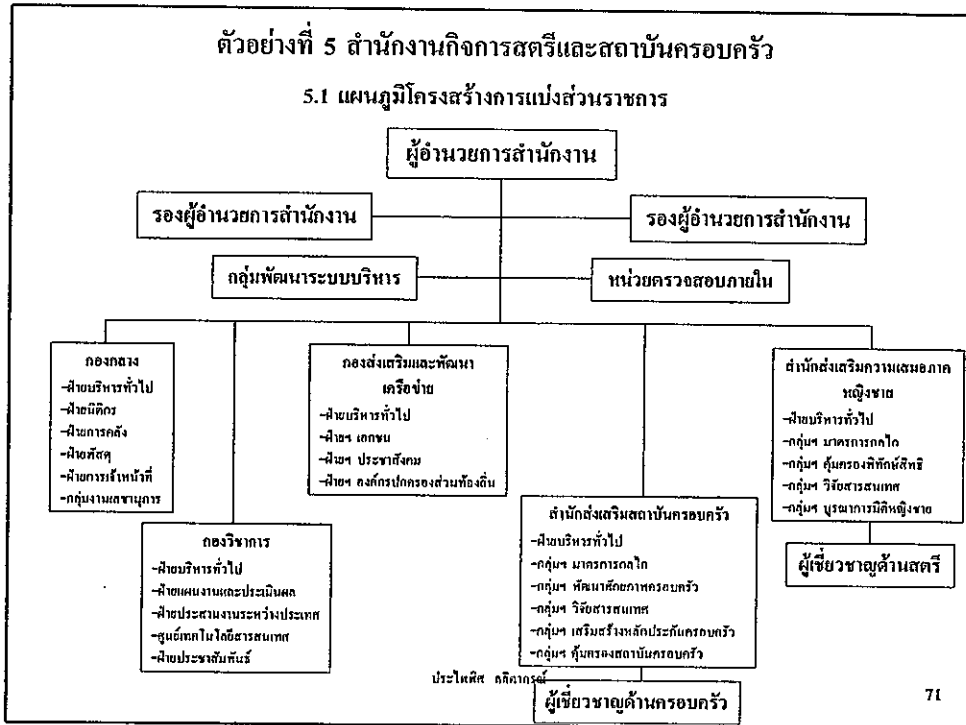 ตัวอย่างที่ 5 สำนักงานกิจการสตรีและสถาบันครอบครัว
5.1 แผนภูมิโครงสร้างการแบ่งส่วนราชการ
ผู้อำนวยการสำนักงาน
รองผู้อำนวยการสำนักงาน
รองผู้อำนวยการสำนักงาน
กลุ่มพัฒนาระบบบริหาร
หน่วยตรวจสอบภายใน
กองกลาง
-ฝ่ายบริหารทั่วไป
-ฝ่ายนิติกร
-ฝ่ายการคลัง
-ฝ่ายพัสดุ
-ฝ่ายการเจ้าหน้าที่
-กลุ่มงานเลขานุการ
กองวิชาการ
-ฝ่ายบริหารทั่วไป
-ฝ่ายแผนงานและประเมินผล
-ฝ่ายประสานงานระหว่างประเทศ
-ศูนย์เทคโนโลยีสารสนเทศ
-ฝ่ายประชาสัมพันธ์
กองส่งเสริมและพัฒนา
เครือข่าย
-ฝ่ายบริหารทั่วไป
-ฝ่ายฯ เอกชน
-ฝ่ายฯ ประชาสังคม
-ฝ่ายฯ องค์กรปกครองส่วนท้องถิ่น
สำนักส่งเสริมสถาบันครอบครัว
-ฝ่ายบริหารทั่วไป
-กลุ่มฯ มาตรการกลไก
-กลุ่มฯ พัฒนาศักยภาพครอบครัว
-กลุ่มฯ วิจัยสารสนเทศ
-กลุ่มฯ เสริมสร้างหลักประกันครอบครัว
-กลุ่มฯ คุ้มครองสถาบันครอบครัว
ผู้เชี่ยวชาญด้านครอบครัว
สำนักส่งเสริมความเสมอภาค
หญิงชาย
-ฝ่ายบริหารทั่วไป
-กลุ่มฯ มาตรการกลไก
-กลุ่มฯ คุ้มครองพิทักษ์สิทธิ
-กลุ่มฯ วิจัยสารสนเทศ
-กลุ่มฯ บูรณาการมิติหญิงชาย
ผู้เชี่ยวชาญด้านสตรี
71